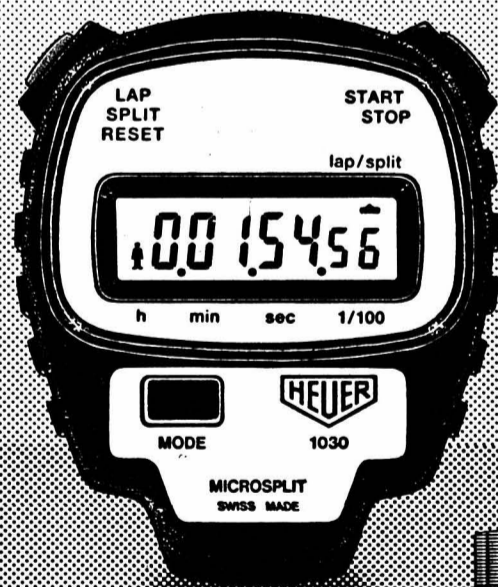 LAP
SPLIT
RESET
START
STOP
lap/split
0.01.54.56
h min sec 1/100
HEUER
MODE 1030
MICROSPLIT
SWISS MADE